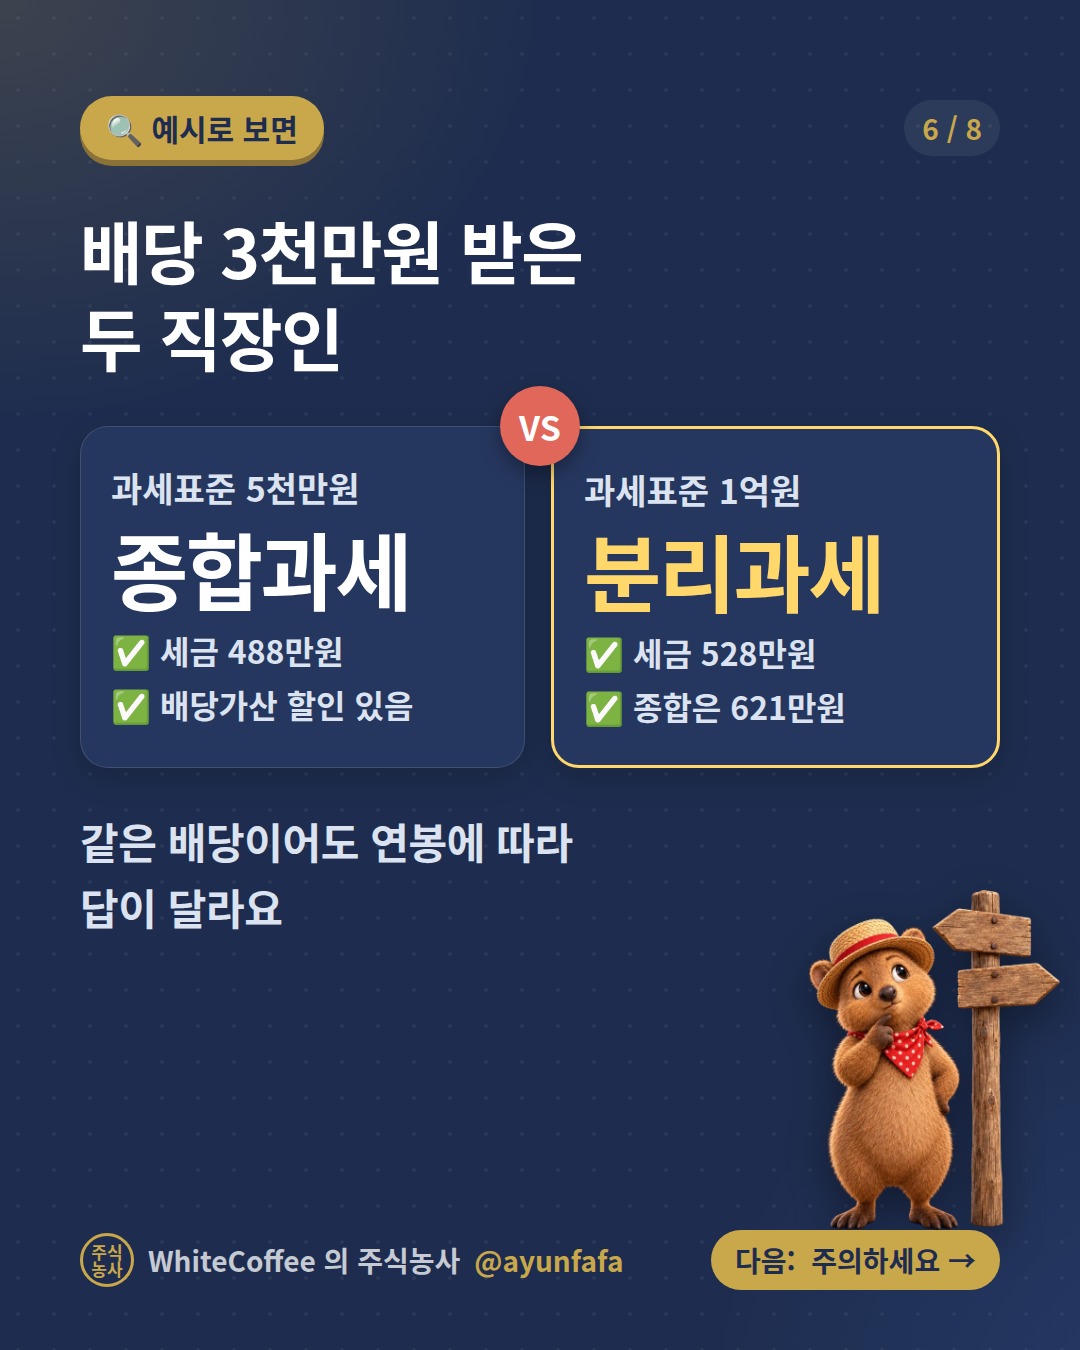 🔍 예시로 보면
6 / 8
배당 3천만원 받은
두 직장인
VS
과세표준 5천만원
종합과세
✅ 세금 488만원
✅ 배당가산 할인 있음
과세표준 1억원
분리과세
✅ 세금 528만원
✅ 종합은 621만원
같은 배당이어도 연봉에 따라
답이 달라요
주식
농사
WhiteCoffee 의 주식농사 @ayunfafa
다음: 주의하세요 →